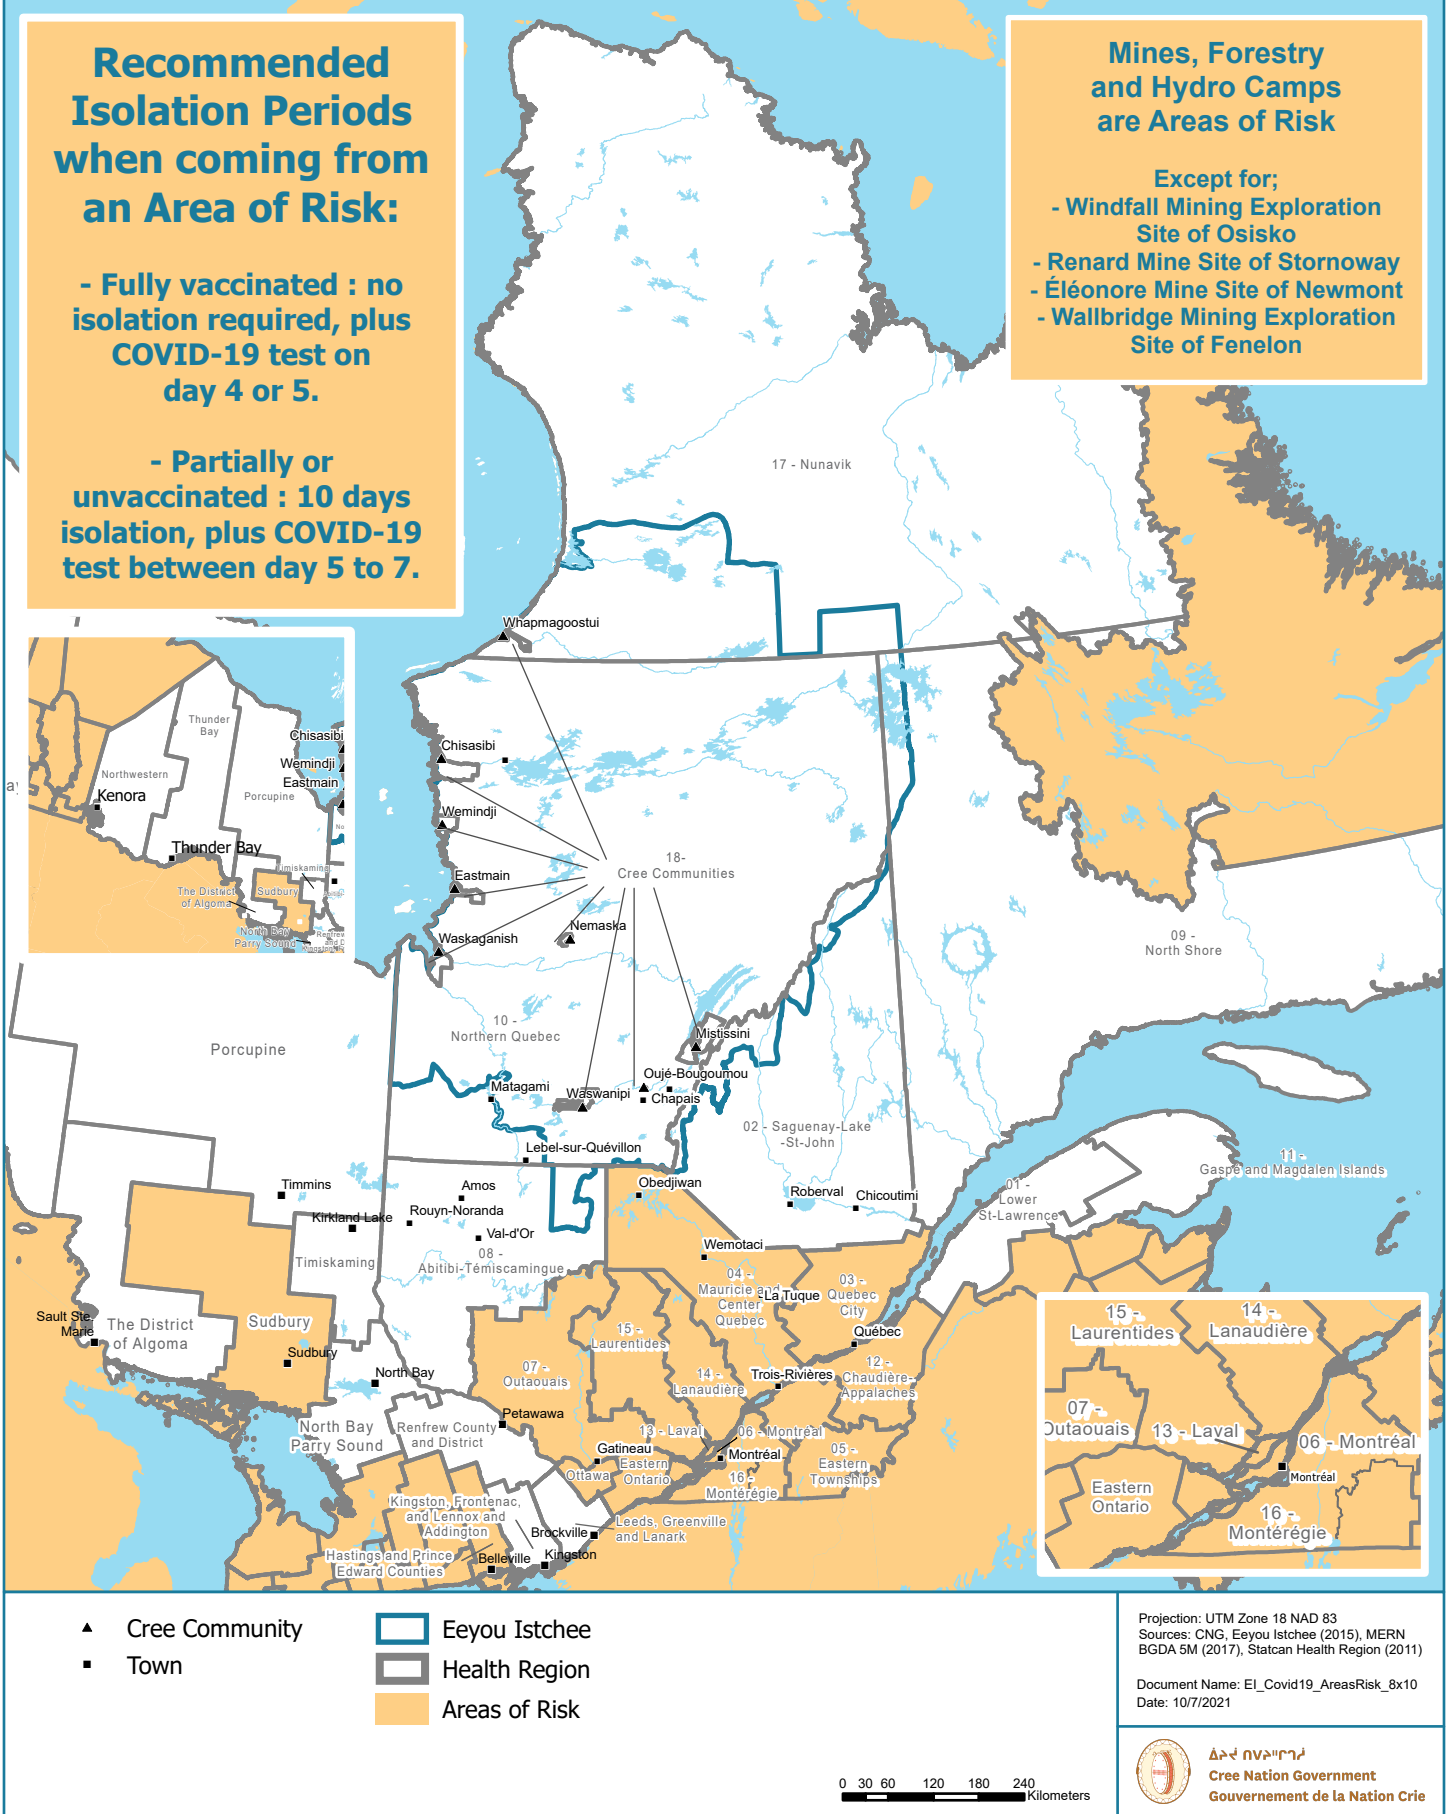 Recommended
Isolation Periods
when coming from
an Area of Risk:
- Fully vaccinated : no
isolation required, plus
COVID-19 test on
day 4 or 5.
- Partially or
unvaccinated : 10 days
isolation, plus COVID-19
test between day 5 to 7.
Mines, Forestry
and Hydro Camps
are Areas of Risk
Except for;
- Windfall Mining Exploration
Site of Osisko
- Renard Mine Site of Stornoway
- Éléonore Mine Site of Newmont
- Wallbridge Mining Exploration
Site of Fenelon
17 - Nunavik
Whapmagoostui
Chisasibi
Wemindji
Eastmain
Waskaganish
Nemaska
18-
Cree Communities
09 -
North Shore
10 -
Northern Quebec
Mistissini
Oujé-Bougoumou
Chapais
Waswanipi
Matagami
Lebel-sur-Quévillon
02 - Saguenay-Lake
-St-John
Roberval
Chicoutimi
Obedjiwan
Wemotaci
11 -
Gaspé and Magdalen Islands
01 -
Lower
St-Lawrence
Thunder
Bay
Chisasibi
Wemindji
Eastmain
Northwestern
Kenora
Porcupine
No
Thunder Bay
Timiskaming
The District
of Algoma
Sudbury
North Bay
Parry Sound
Renfrew
and D
Porcupine
Timmins
Kirkland Lake
Timiskaming
Amos
Rouyn-Noranda
Val-d'Or
08 -
Abitibi-Témiscamingue
Sault Ste.
Marie
The District
of Algoma
Sudbury
Sudbury
North Bay
North Bay
Parry Sound
Renfrew County
and District
Petawawa
07 -
Outaouais
15 -
Laurentides
14 -
Lanaudière
04 -
Mauricie and
Center
Quebec
La Tuque
03 -
Quebec
City
Québec
12 -
Chaudière-
Appalaches
Trois-Rivières
13 - Laval
06 - Montréal
Montréal
16 -
Montérégie
05 -
Eastern
Townships
Gatineau
Ottawa
Eastern
Ontario
Kingston, Frontenac,
and Lennox and
Addington
Hastings and Prince
Edward Counties
Belleville
Kingston
Brockville
Leeds, Greenville
and Lanark
15 -
Laurentides
14 -
Lanaudière
07 -
Outaouais
13 - Laval
06 - Montréal
Montréal
Eastern
Ontario
16 -
Montérégie
Cree Community
Town
Eeyou Istchee
Health Region
Areas of Risk
0 30 60 120 180 240
Kilometers
Projection: UTM Zone 18 NAD 83
Sources: CNG, Eeyou Istchee (2015), MERN
BGDA 5M (2017), Statcan Health Region (2011)
Document Name: EI_Covid19_AreasRisk_8x10
Date: 10/7/2021
Cree Nation Government
Gouvernement de la Nation Crie